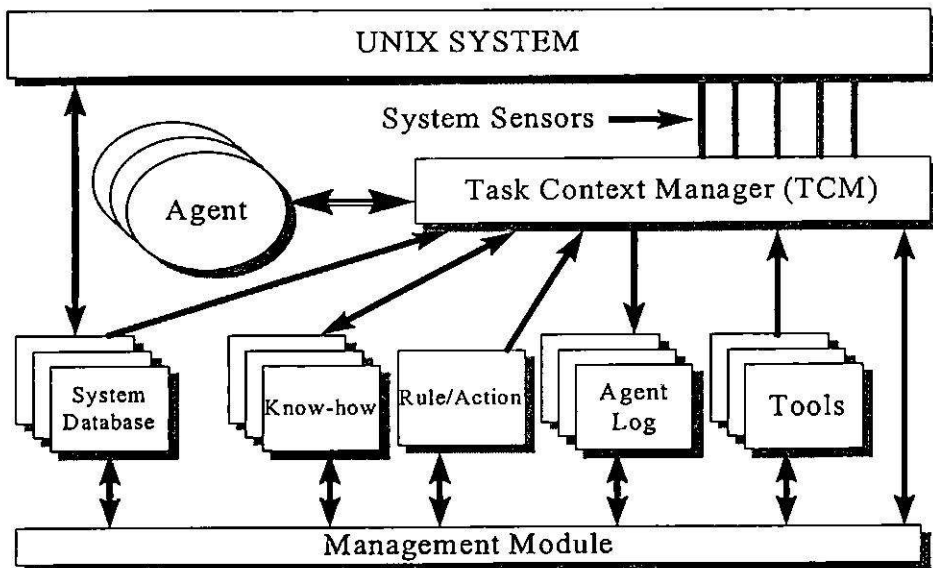 UNIX SYSTEM
System Sensors
Task Context Manager (TCM)
Agent
System
Database
Know-how
Rule/Action
Agent
Log
Tools
Management Module